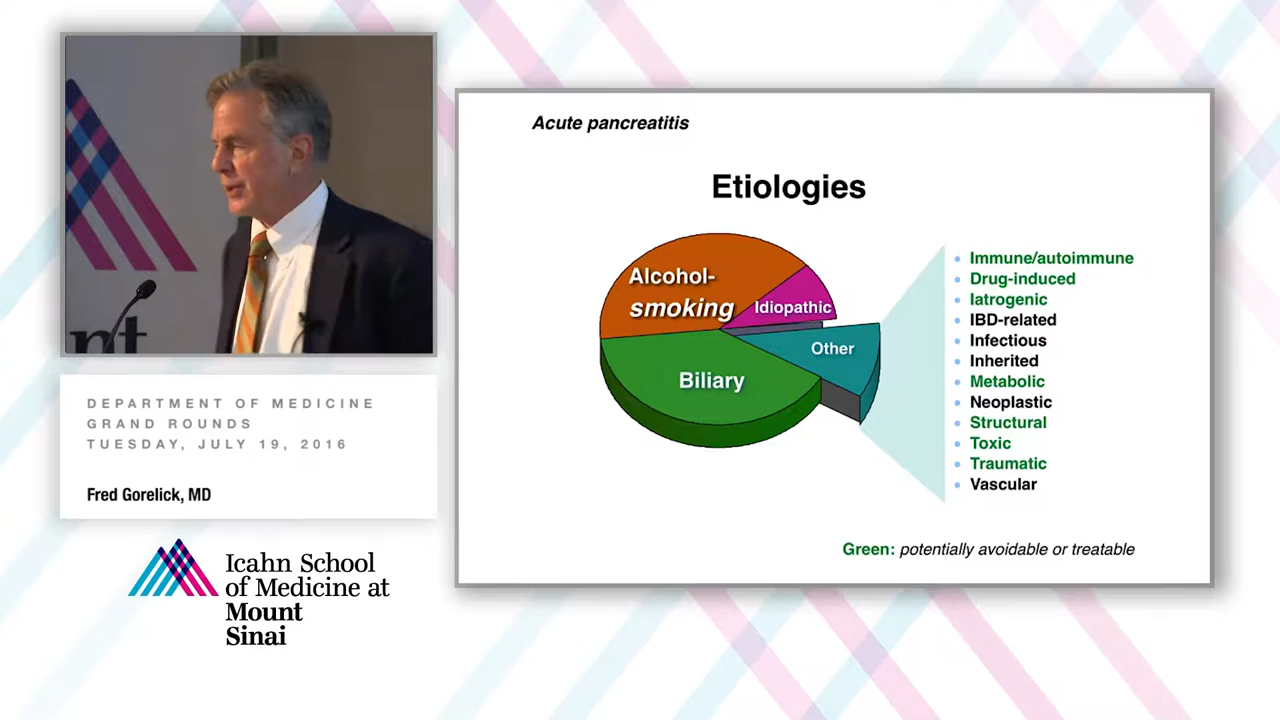 nt
DEPARTMENT OF MEDICINE
GRAND ROUNDS
TUESDAY, JULY 19, 2016
Fred Gorelick, MD
Icahn School
of Medicine at
Mount
Sinai
Acute pancreatitis
Etiologies
Alcohol-
smoking
Idiopathic
Other
Biliary
Immune/autoimmune
Drug-induced
Iatrogenic
IBD-related
Infectious
Inherited
Metabolic
Neoplastic
Structural
Toxic
Traumatic
Vascular
Green: potentially avoidable or treatable